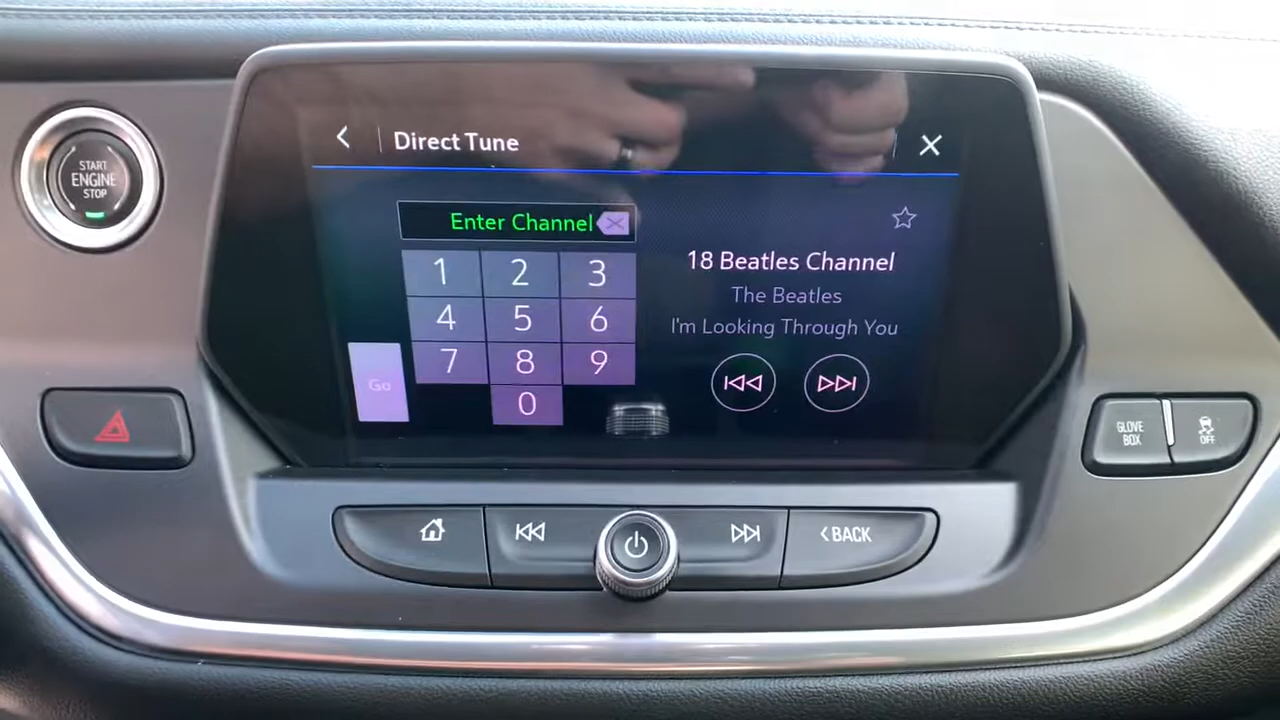 START
ENGINE
STOP
Direct Tune
Enter Channel
1 2 3
4 5 6
7 8 9
0
Go
18 Beatles Channel
The Beatles
I'm Looking Through You
GLOVE
BOX
OFF
BACK